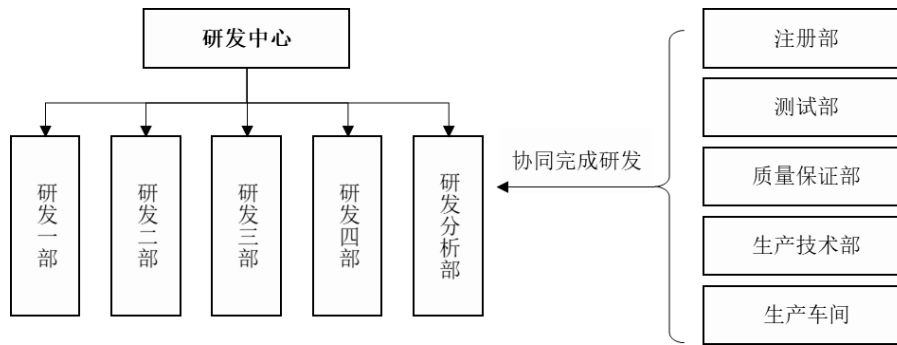 研发中心
研发一部
研发二部
研发三部
研发四部
研发分析部
协同完成研发
注册部
测试部
质量保证部
生产技术部
生产车间